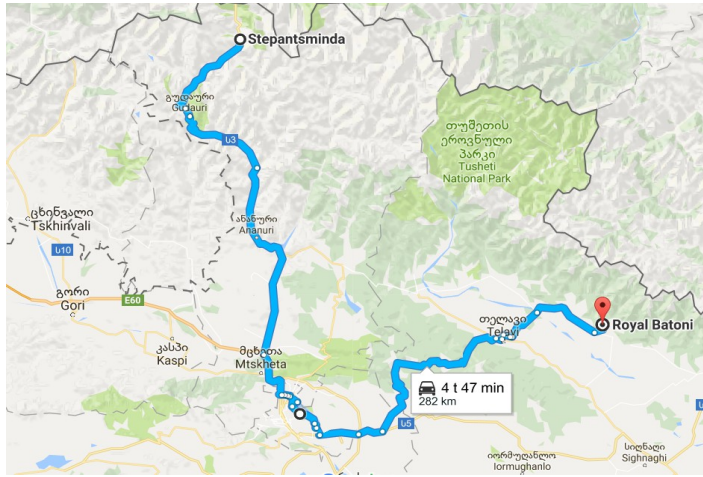 Stepantsminda
გუდაური
Gudauri
ს3
თუშეთის
ეროვნული
პარკი
Tusheti
National Park
ცხინვალი
Tskhinvali
ანანური
Ananuri
ს10
გორი
Gori
E60
თელავი
Telavi
Royal Batoni
კასპი
Kaspi
მცხეთა
Mtskheta
4 t 47 min
282 km
ს5
სიღნაღი
Sighnaghi
იორმუღანლო
Iormughanlo